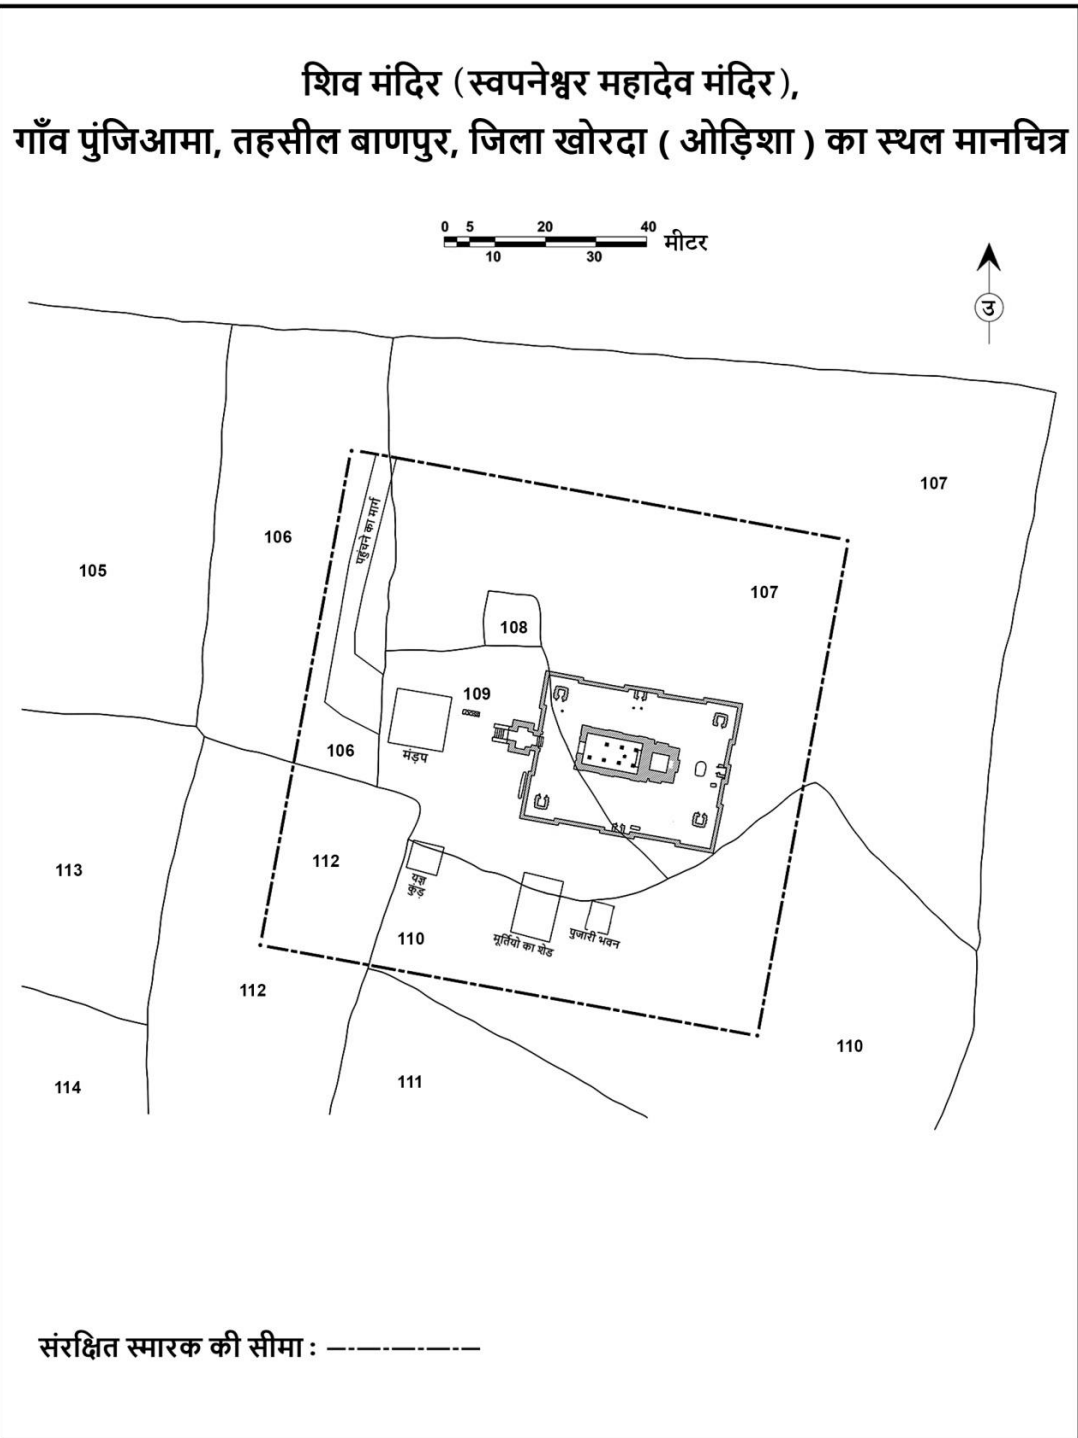 शिव मंदिर (स्वपनेश्वर महादेव मंदिर),
गाँव पुंजिआमा, तहसील बाणपुर, जिला खोरदा ( ओड़िशा ) का स्थल मानचित्र
0 5 20 40
मीटर
10 30
उ
107
पहुंचने का मार्ग
106
105
107
108
109
106
मंड़प
112
113
यज्ञ
कुंड़
110
मूर्तियो का शेड
पुजारी भवन
112
110
111
114
संरक्षित स्मारक की सीमा :